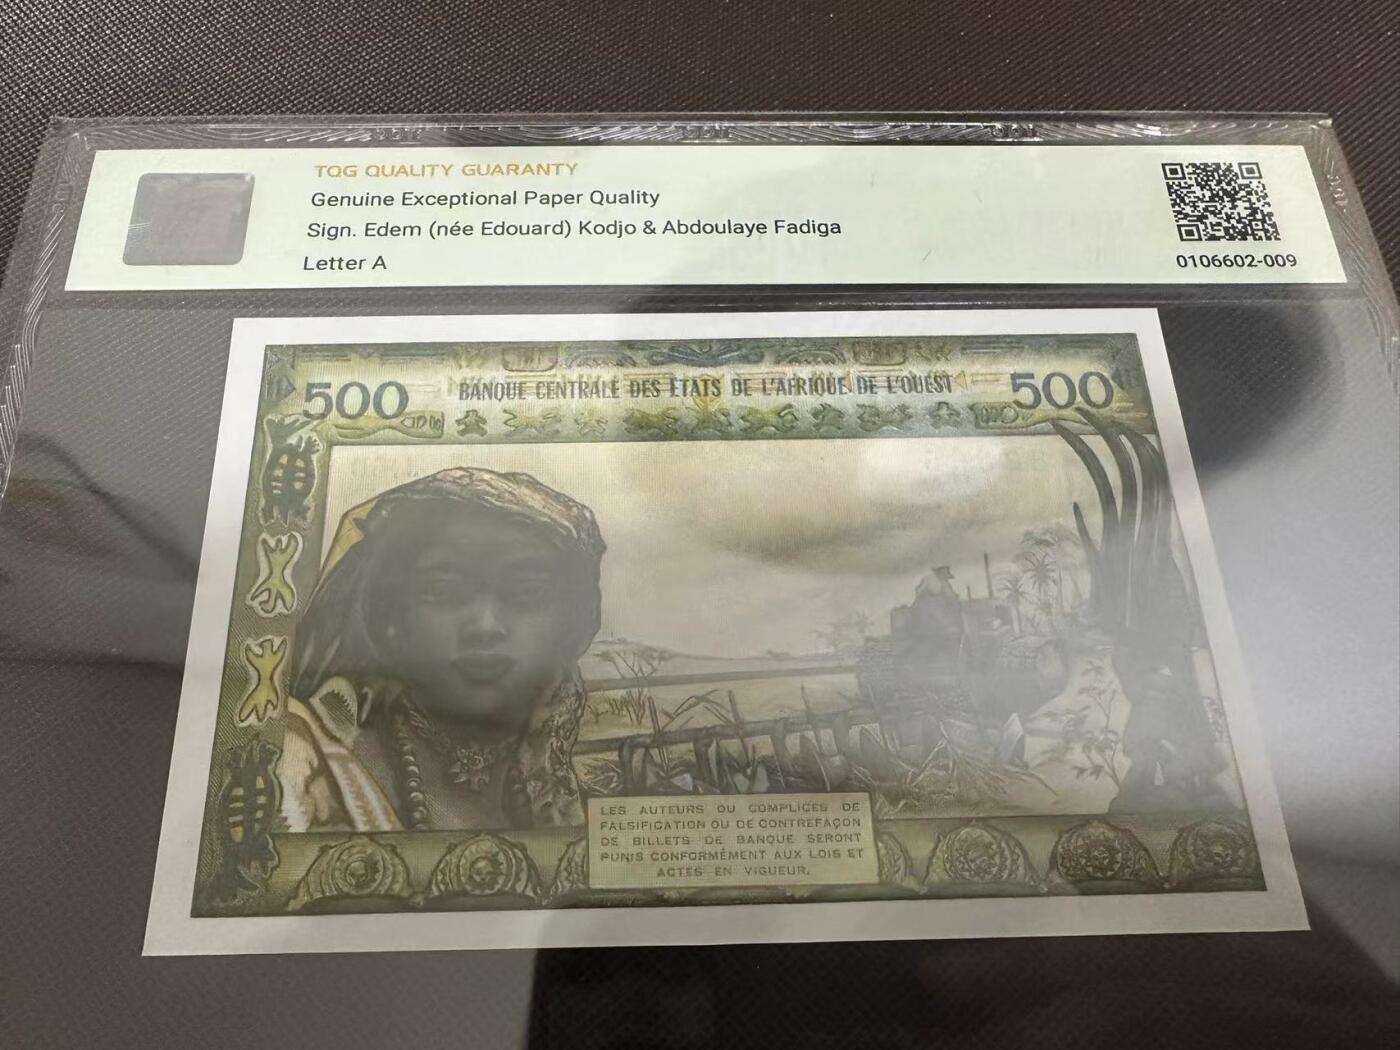 TQG QUALITY GUARANTY
Genuine Exceptional Paper Quality
Sign. Edem (née Edouard) Kodjo & Abdoulaye Fadiga
Letter A
0106602-009
500 BANQUE CENTRALE DES ETATS DE L'AFRIQUE DE L'OUEST 500
LES AUTEURS OU COMPLICES DE
FALSIFICATION OU DE CONTREFAÇON
DE BILLETS DE BANQUE SERONT
PUNIS CONFORMÉMENT AUX LOIS ET
ACTES EN VIGUEUR.